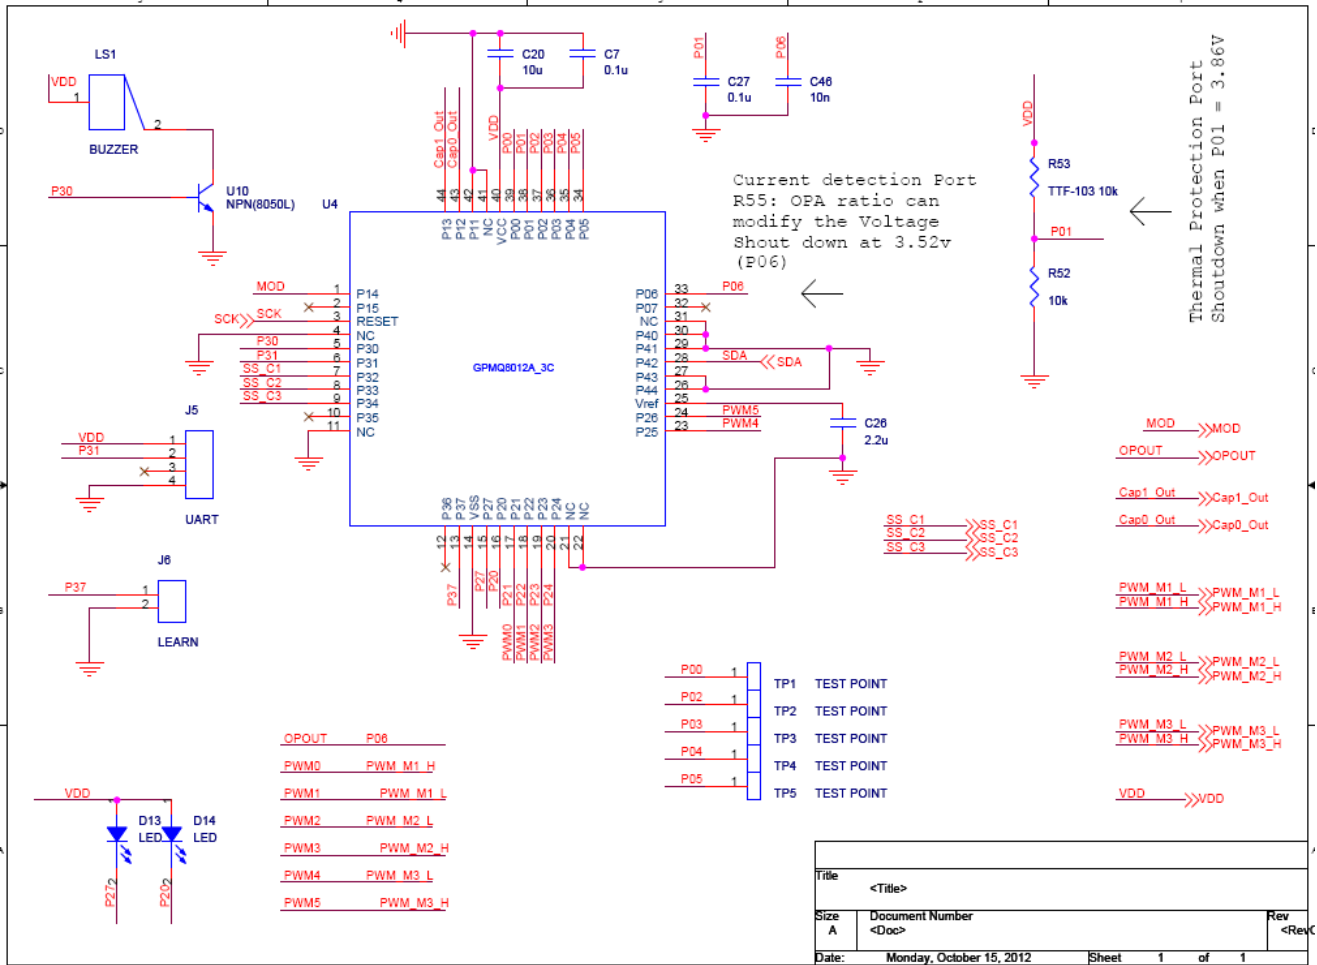 LS1
VDD
1
2
BUZZER
P30
U10
NPN(8050L)
C20
10u
C7
0.1u
P01
P06
C27
0.1u
C46
10n
Current detection Port
R55: OPA ratio can
modify the Voltage
Shout down at 3.52v
(P06)
VDD
R53
TTF-103 10k
P01
R52
10k
Thermal Protection Port
Shoutdown when P01 = 3.86V
Cap1_Out
Cap0_Out
VDD
P00
P01
P02
P03
P04
P05
44
43
42
41
40
39
38
37
36
35
34
U4
P13
P12
P11
NC
VCC
P00
P01
P02
P03
P04
P05
GPMQ8012A_3C
MOD 1 P14
2 P15
SCK SCK 3 RESET
4 NC
P30 5 P30
P31 6 P31
SS_C1 7 P32
SS_C2 8 P33
SS_C3 9 P34
10 P35
11 NC
P06 33 P06
P07 32
NC 31
P40 30
P41 29
P42 28 SDA SDA
P43 27
P44 26
Vref 25
P26 24 PWM5
P25 23 PWM4
C26
2.2u
P36
P37
VSS
P27
P20
P21
P22
P23
P24
NC
NC
12
13
14
15
16
17
18
19
20
21
22
P37
P27
P20
P21
P22
P23
P24
PWM0
PWM1
PWM2
PWM3
J5
VDD 1
P31 2
3
4
UART
J6
P37 1
2
LEARN
SS_C1 SS_C1
SS_C2 SS_C2
SS_C3 SS_C3
MOD MOD
OPOUT OPOUT
Cap1_Out Cap1_Out
Cap0_Out Cap0_Out
PWM_M1_L PWM_M1_L
PWM_M1_H PWM_M1_H
PWM_M2_L PWM_M2_L
PWM_M2_H PWM_M2_H
PWM_M3_L PWM_M3_L
PWM_M3_H PWM_M3_H
VDD VDD
P00 1 TP1 TEST POINT
P02 1 TP2 TEST POINT
P03 1 TP3 TEST POINT
P04 1 TP4 TEST POINT
P05 1 TP5 TEST POINT
OPOUT P06
PWM0 PWM_M1_H
PWM1 PWM_M1_L
PWM2 PWM_M2_L
PWM3 PWM_M2_H
PWM4 PWM_M3_L
PWM5 PWM_M3_H
VDD
1
1
D13
LED
D14
LED
2
2
P27
P20
Title
<Title>
Size
A
Document Number
<Doc>
Rev
Date: Monday, October 15, 2012 Sheet 1 of 1